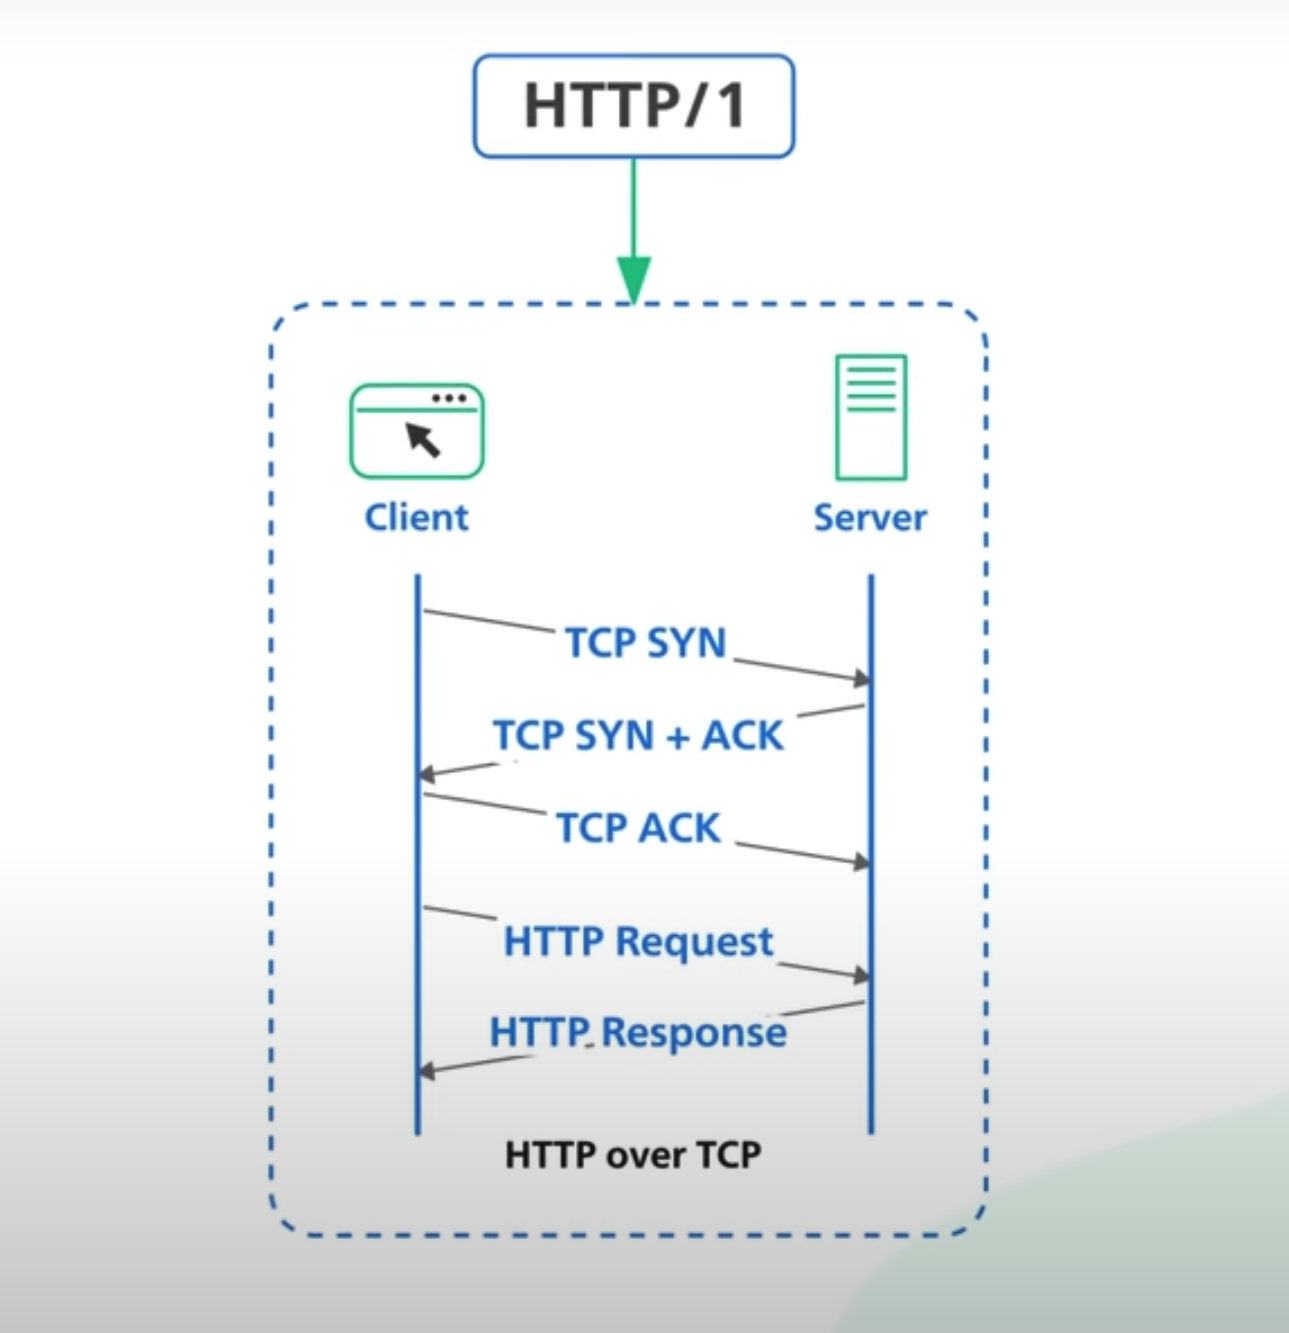 HTTP/1
Client
Server
TCP SYN
TCP SYN + ACK
TCP ACK
HTTP Request
HTTP Response
HTTP over TCP